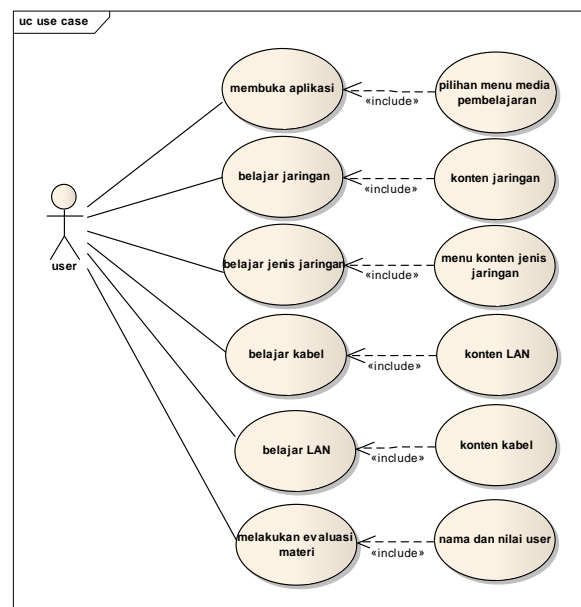 uc use case
membuka aplikasi
«include»
pilihan menu media
pembelajaran
belajar jaringan
«include»
konten jaringan
user
belajar jenis jaringan
«include»
menu konten jenis
jaringan
belajar kabel
«include»
konten LAN
belajar LAN
«include»
konten kabel
melakukan evaluasi
materi
«include»
nama dan nilai user